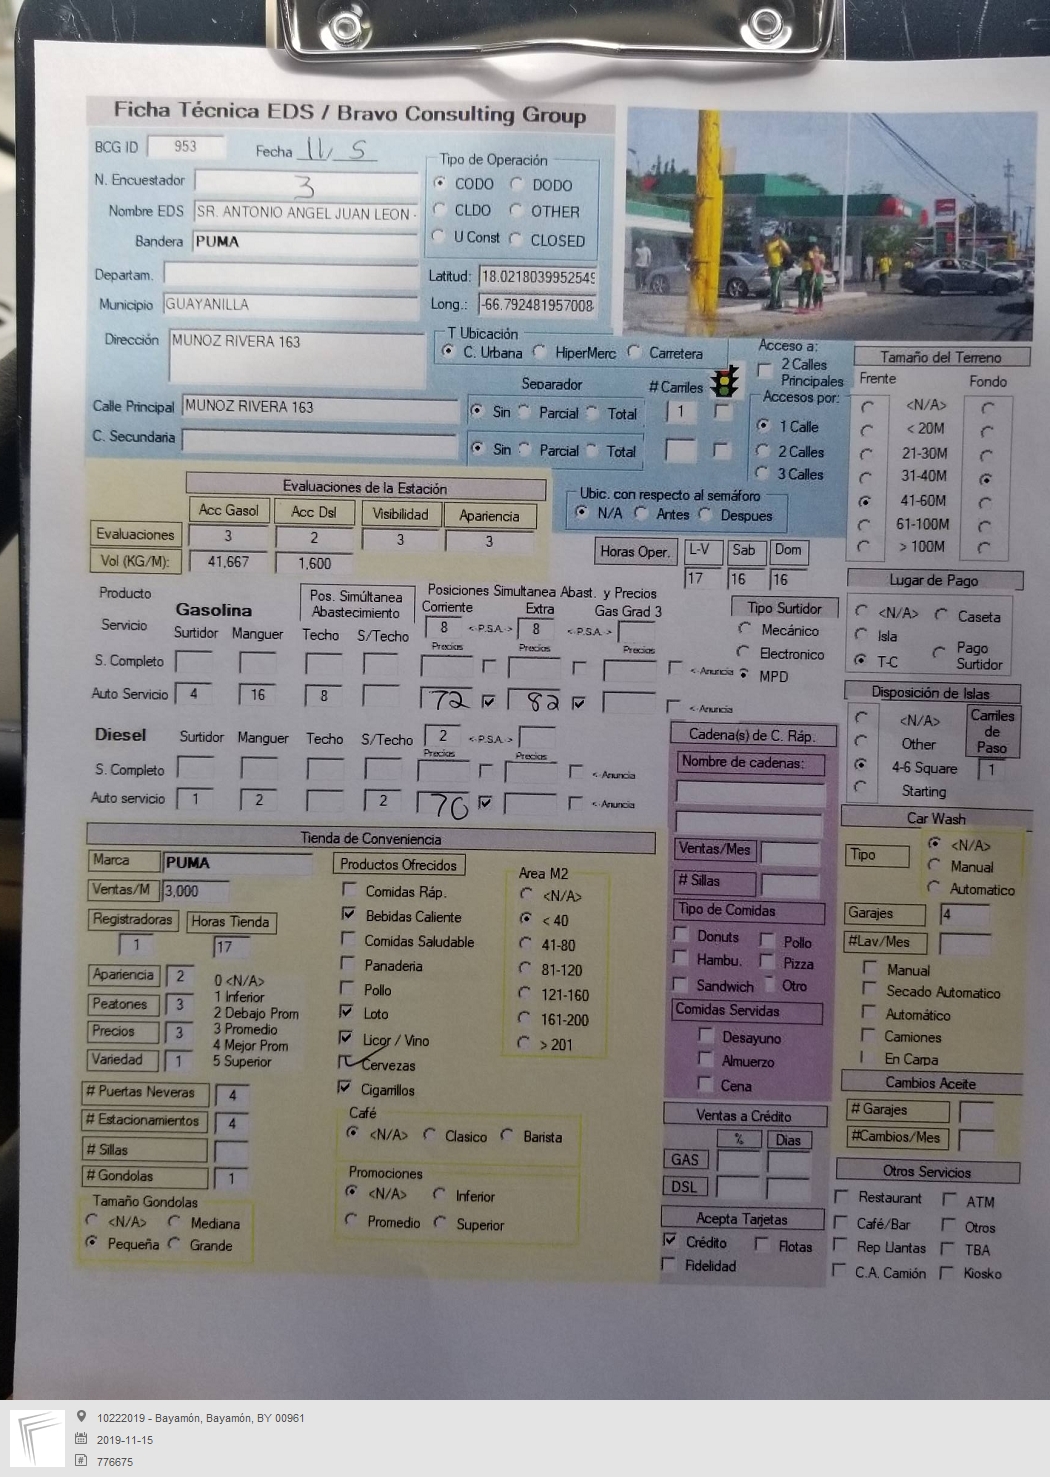 Ficha Técnica EDS / Bravo Consulting Group
BCG ID 953 Fecha 11/5
N. Encuestador 3
Nombre EDS SR. ANTONIO ANGEL JUAN LEON -
Bandera PUMA
Departam.
Municipio GUAYANILLA
Dirección MUNOZ RIVERA 163
Calle Principal MUNOZ RIVERA 163
C. Secundaria
Tipo de Operación
CODO DODO
CLDO OTHER
U Const CLOSED
Latitud: 18.0218039952549
Long.: -66.792481957008
T Ubicación
C. Urbana HiperMerc Carretera
Separador # Carriles
Sin Parcial Total 1
Sin Parcial Total
Acceso a:
2 Calles Principales
Accesos por:
1 Calle
2 Calles
3 Calles
Ubic. con respecto al semáforo
N/A Antes Despues
Tamaño del Terreno
Frente Fondo
<N/A>
< 20M
21-30M
31-40M
41-60M
61-100M
> 100M
Evaluaciones de la Estación
Acc Gasol Acc Dsl Visibilidad Apariencia
Evaluaciones 3 2 3 3
Vol (KG/M): 41,667 1,600
Horas Oper. L-V Sab Dom
17 16 16
Producto
Servicio
Gasolina
Pos. Simúltanea Abastecimiento
Posiciones Simultanea Abast. y Precios
Corriente Extra Gas Grad 3
8 <-P.S.A.-> 8 <-P.S.A.->
Surtidor Manguer Techo S/Techo Precios Precios Precios
S. Completo <-Anuncia
Auto Servicio 4 16 8 72 82 <-Anuncia
Tipo Surtidor
Mecánico
Electronico
MPD
Lugar de Pago
<N/A> Caseta
Isla
T-C Pago Surtidor
Disposición de Islas
<N/A>
Other
4-6 Square
Starting
Carriles de Paso
1
Diesel Surtidor Manguer Techo S/Techo 2 <-P.S.A.->
Precios Precios
S. Completo <-Anuncia
Auto servicio 1 2 2 70 <-Anuncia
Cadena(s) de C. Ráp.
Nombre de cadenas:
Ventas/Mes
# Sillas
Tipo de Comidas
Donuts Pollo
Hambu. Pizza
Sandwich Otro
Comidas Servidas
Desayuno
Almuerzo
Cena
Ventas a Crédito
% Dias
GAS
DSL
Acepta Tarjetas
Crédito Flotas
Fidelidad
Tienda de Conveniencia
Marca PUMA
Ventas/M 3,000
Registradoras Horas Tienda
1 17
Apariencia 2
Peatones 3
Precios 3
Variedad 1
0 <N/A>
1 Inferior
2 Debajo Prom
3 Promedio
4 Mejor Prom
5 Superior
# Puertas Neveras 4
# Estacionamientos 4
# Sillas
# Gondolas 1
Tamaño Gondolas
<N/A> Mediana
Pequeña Grande
Productos Ofrecidos
Comidas Ráp.
Bebidas Caliente
Comidas Saludable
Panaderia
Pollo
Loto
Licor / Vino
Cervezas
Cigarrillos
Area M2
<N/A>
< 40
41-80
81-120
121-160
161-200
> 201
Café
<N/A> Clasico Barista
Promociones
<N/A> Inferior
Promedio Superior
Car Wash
Tipo
<N/A>
Manual
Automatico
Garajes 4
#Lav/Mes
Manual
Secado Automatico
Automático
Camiones
En Carpa
Cambios Aceite
# Garajes
#Cambios/Mes
Otros Servicios
Restaurant ATM
Café/Bar Otros
Rep Llantas TBA
C.A. Camión Kiosko
10222019 - Bayamón, Bayamón, BY 00961
2019-11-15
776675